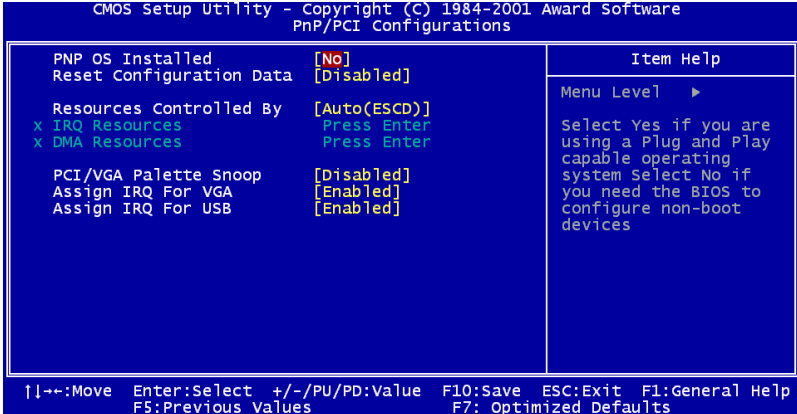 CMOS Setup Utility – Copyright (C) 1984-2001 Award Software
PnP/PCI Configurations
PNP OS Installed [No]
Reset Configuration Data [Disabled]
Resources Controlled By [Auto(ESCD)]
x IRQ Resources Press Enter
x DMA Resources Press Enter
PCI/VGA Palette Snoop [Disabled]
Assign IRQ For VGA [Enabled]
Assign IRQ For USB [Enabled]
Item Help
Menu Level ►
Select Yes if you are
using a Plug and Play
capable operating
system Select No if
you need the BIOS to
configure non-boot
devices
↑↓→←:Move Enter:Select +/-/PU/PD:Value F10:Save ESC:Exit F1:General Help
F5:Previous Values F7: Optimized Defaults